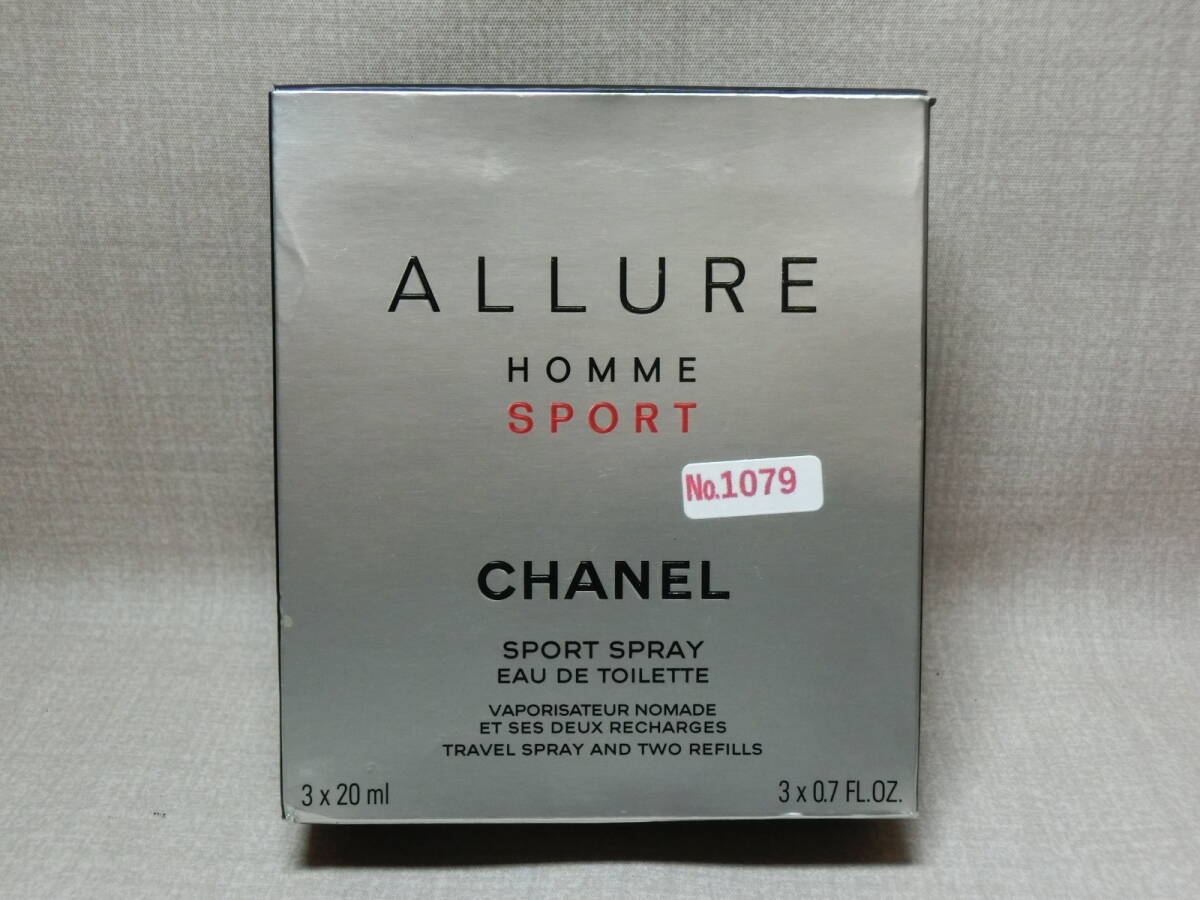 ALLURE
HOMME
SPORT
No.1079
CHANEL
SPORT SPRAY
EAU DE TOILETTE
VAPORISATEUR NOMADE
ET SES DEUX RECHARGES
TRAVEL SPRAY AND TWO REFILLS
3 x 20 ml
3 x 0.7 FL.OZ.